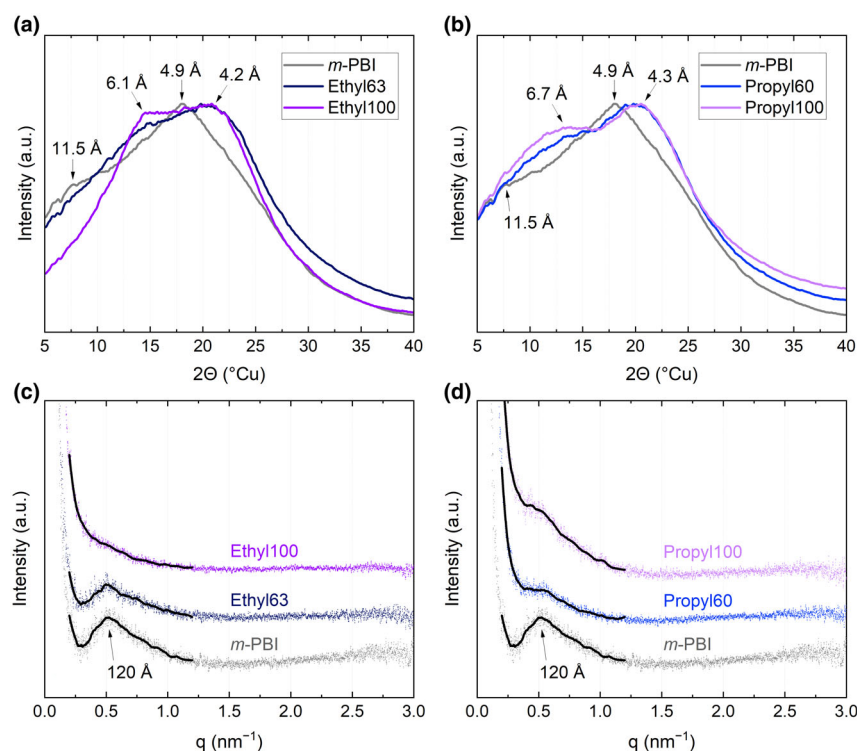 (a)
Intensity (a.u.)
6.1 Å
4.9 Å
4.2 Å
11.5 Å
m-PBI
Ethyl63
Ethyl100
5 10 15 20 25 30 35 40
2Θ (°Cu)
(b)
Intensity (a.u.)
4.9 Å
4.3 Å
6.7 Å
11.5 Å
m-PBI
Propyl60
Propyl100
5 10 15 20 25 30 35 40
2Θ (°Cu)
(c)
Intensity (a.u.)
Ethyl100
Ethyl63
m-PBI
120 Å
0.0 0.5 1.0 1.5 2.0 2.5 3.0
q (nm⁻¹)
(d)
Intensity (a.u.)
Propyl100
Propyl60
m-PBI
120 Å
0.0 0.5 1.0 1.5 2.0 2.5 3.0
q (nm⁻¹)